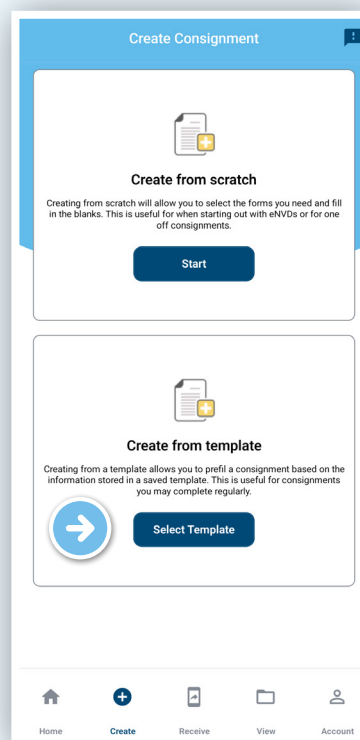 Create Consignment
Create from scratch
Creating from scratch will allow you to select the forms you need and fill
in the blanks. This is useful for when starting out with eNVDs or for one
off consignments.
Start
Create from template
Creating from a template allows you to prefil a consignment based on the
information stored in a saved template. This is useful for consignments
you may complete regularly.
Select Template
Home
Create
Receive
View
Account